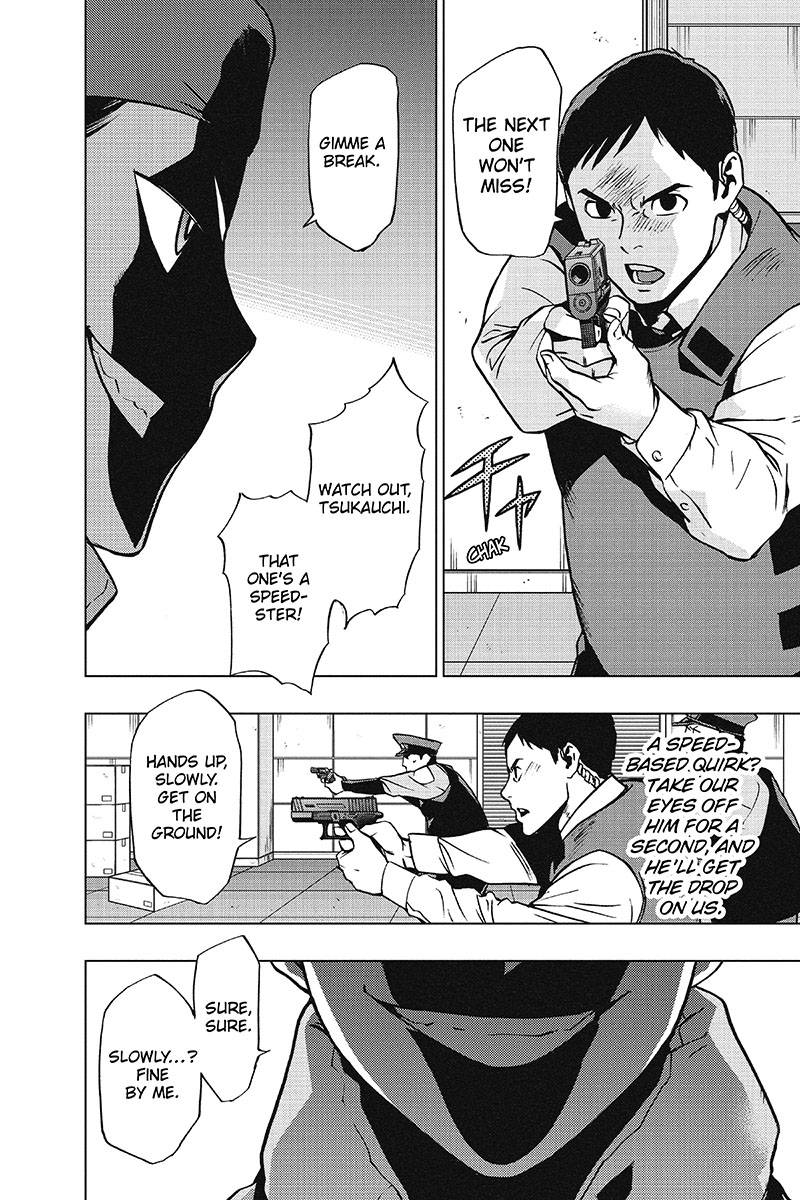 THE NEXT
ONE
WON'T
MISS!
チャ
CHAK
GIMME A
BREAK.
WATCH OUT,
TSUKAUCHI.
THAT
ONE'S A
SPEED-
STER!
A SPEED-
BASED QUIRK?
TAKE OUR
EYES OFF
HIM FOR A
SECOND, AND
HE'LL GET
THE DROP
ON US.
HANDS UP,
SLOWLY.
GET ON
THE
GROUND!
SURE,
SURE.
SLOWLY...?
FINE
BY ME.